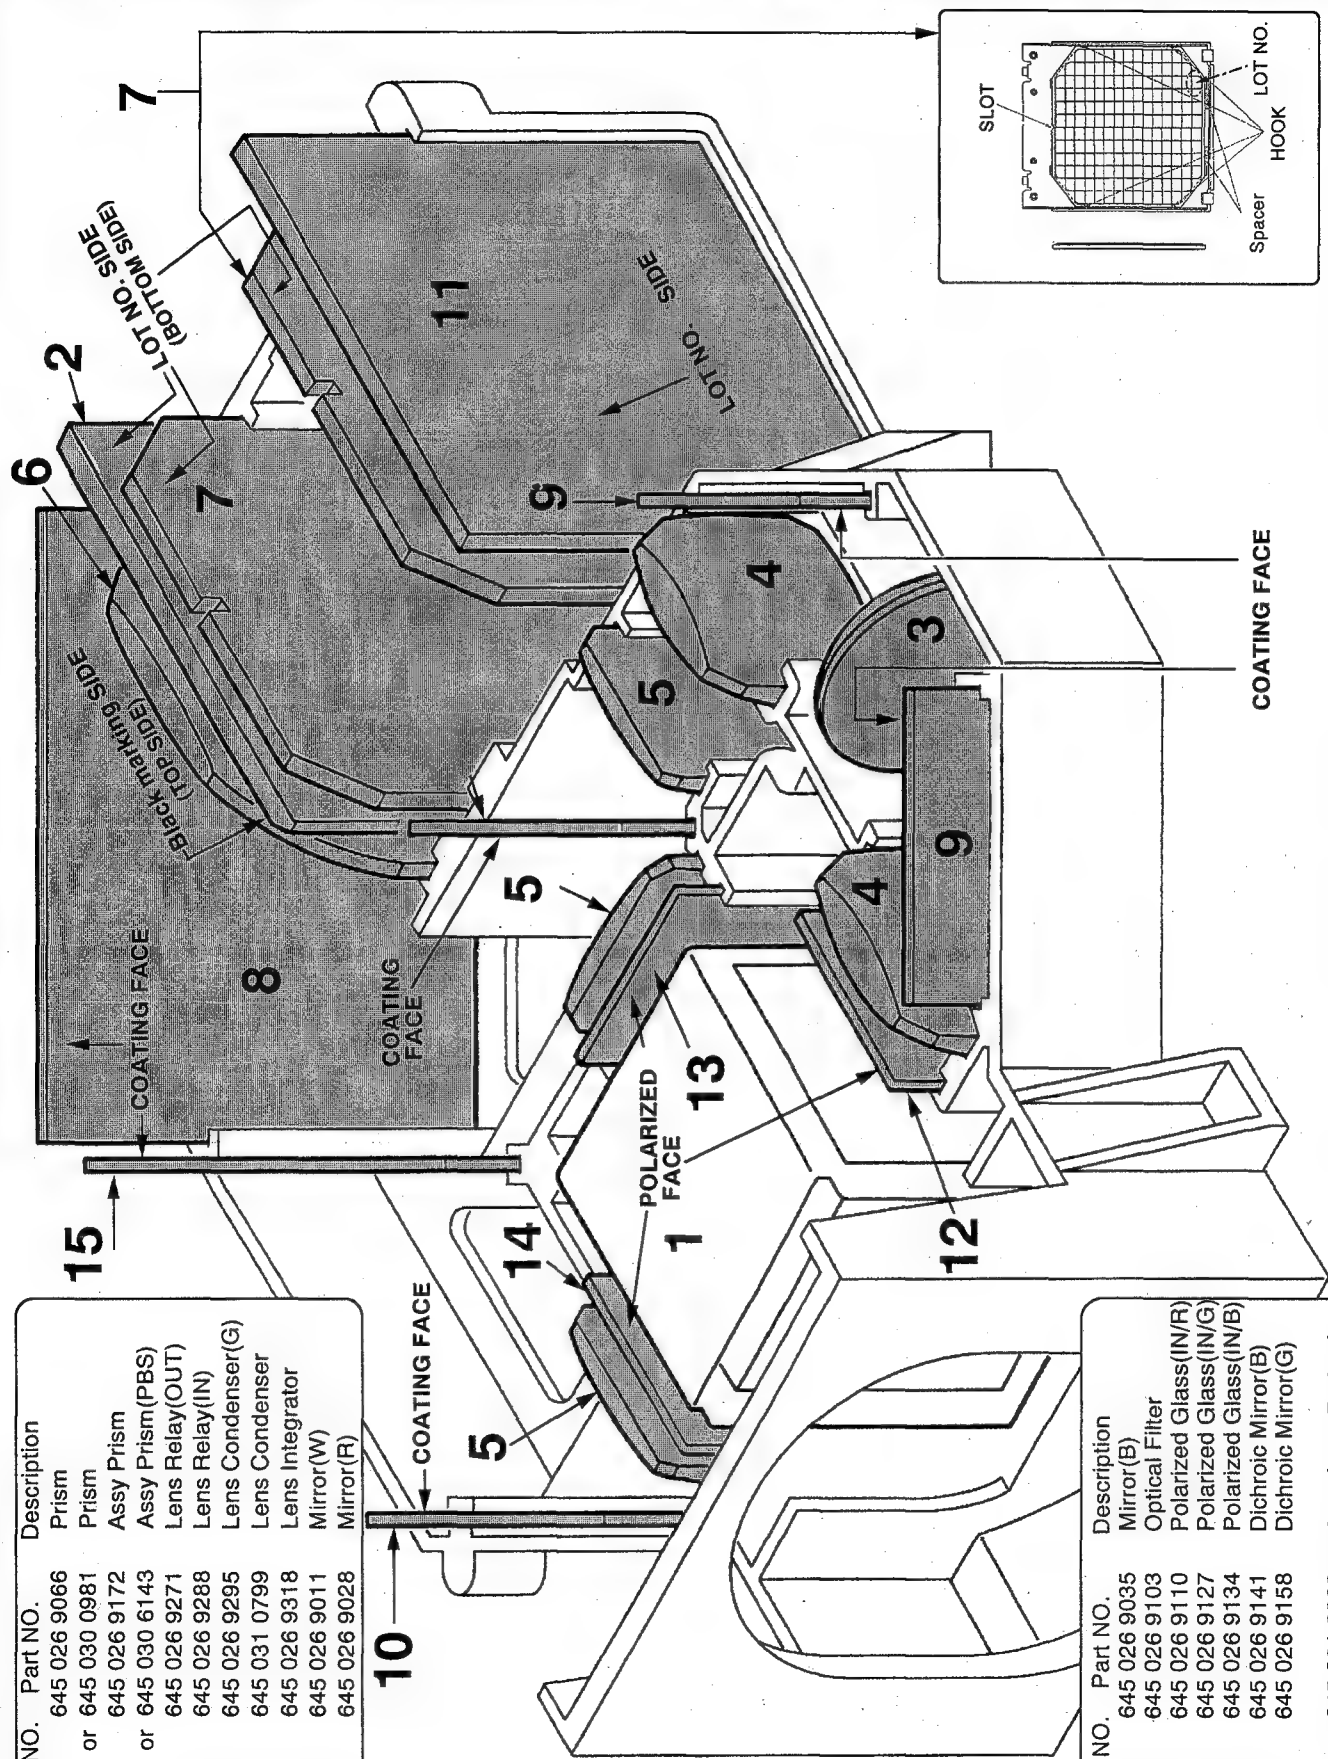 NO. Part NO. Description
645 026 9066 Prism
or 645 030 0981 Prism
645 026 9172 Assy Prism
or 645 030 6143 Assy Prism(PBS)
645 026 9271 Lens Relay(OUT)
645 026 9288 Lens Relay(IN)
645 026 9295 Lens Condenser(G)
645 031 0799 Lens Condenser
645 026 9318 Lens Integrator
645 026 9011 Mirror(W)
645 026 9028 Mirror(R)
NO. Part NO. Description
645 026 9035 Mirror(B)
645 026 9103 Optical Filter
645 026 9110 Polarized Glass(IN/R)
645 026 9127 Polarized Glass(IN/G)
645 026 9134 Polarized Glass(IN/B)
645 026 9141 Dichroic Mirror(B)
645 026 9158 Dichroic Mirror(G)
10
COATING FACE
5
14
15
COATING FACE
8
Black marking SIDE
(TOP SIDE)
6
2
LOT NO. SIDE
(BOTTOM SIDE)
7
7
11
LOT NO. SIDE
COATING
FACE
5
13
POLARIZED
FACE
1
12
4
9
5
4
3
9
COATING FACE
SLOT
LOT NO.
HOOK
Spacer